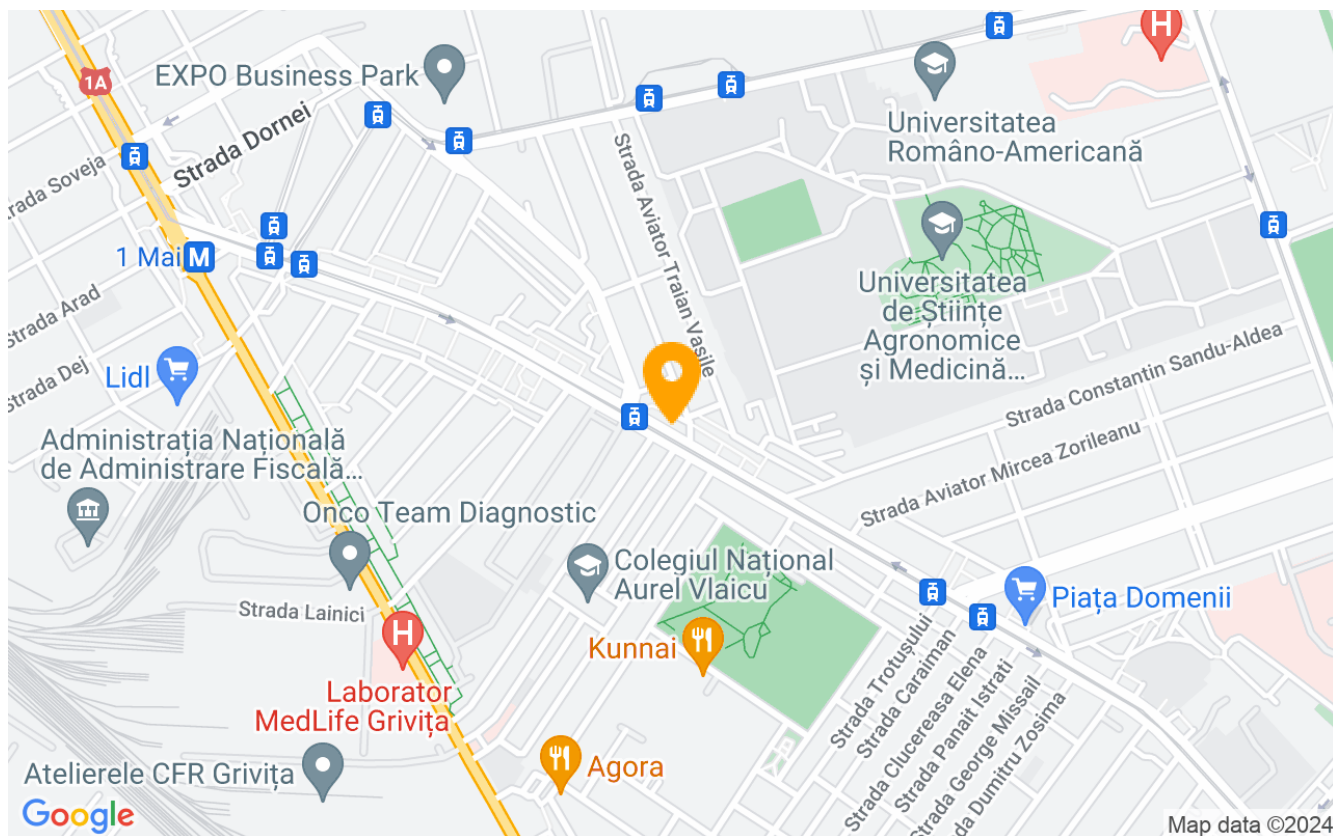 H
EXPO Business Park
1A
Strada Dornei
Universitatea
Româno-Americană
Strada Soveja
Strada Aviator Traian Vasile
1 Mai
M
Universitatea
de Științe
Agronomice
și Medicină...
Strada Arad
Strada Dej
Lidl
Strada Constantin Sandu-Aldea
Strada Aviator Mircea Zorileanu
Administrația Națională
de Administrare Fiscală...
Onco Team Diagnostic
Colegiul Național
Aurel Vlaicu
Piața Domenii
Strada Lainici
H
Kunnai
Laborator
MedLife Grivița
Strada Trotușului
Strada Caraiman
Strada Clucereasa Elena
Strada Panait Istrati
Strada George Missail
da Dumitru Zosima
Agora
Atelierele CFR Grivița
Google
Map data ©2024